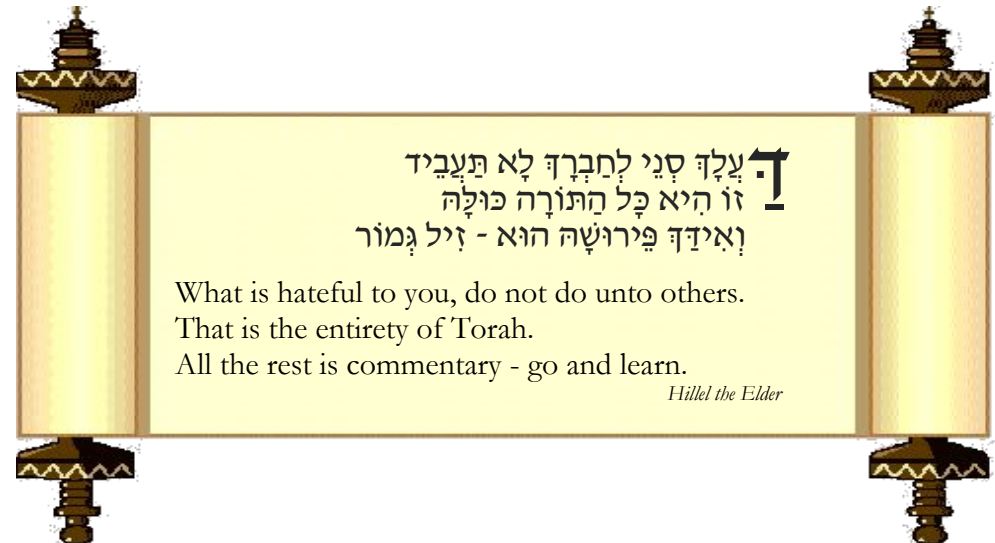 דַּעֲלָךְ סְנֵי לְחַבְרָךְ לָא תַּעֲבֵיד
זוֹ הִיא כׇּל הַתּוֹרָה כּוּלָּהּ
וְאִידַּךְ פֵּירוּשָׁהּ הוּא - זִיל גְּמוֹר
What is hateful to you, do not do unto others.
That is the entirety of Torah.
All the rest is commentary - go and learn.
Hillel the Elder